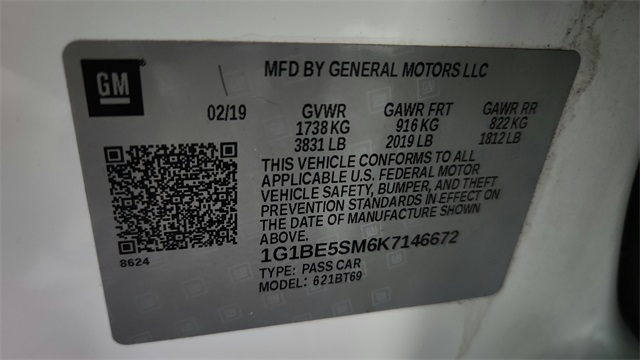 GM
MFD BY GENERAL MOTORS LLC
02/19 GVWR GAWR FRT GAWR RR
1738 KG 916 KG 822 KG
3831 LB 2019 LB 1812 LB
THIS VEHICLE CONFORMS TO ALL
APPLICABLE U.S. FEDERAL MOTOR
VEHICLE SAFETY, BUMPER, AND THEFT
PREVENTION STANDARDS IN EFFECT ON
THE DATE OF MANUFACTURE SHOWN
ABOVE.
8624
1G1BE5SM6K7146672
TYPE: PASS CAR
MODEL: 621BT69